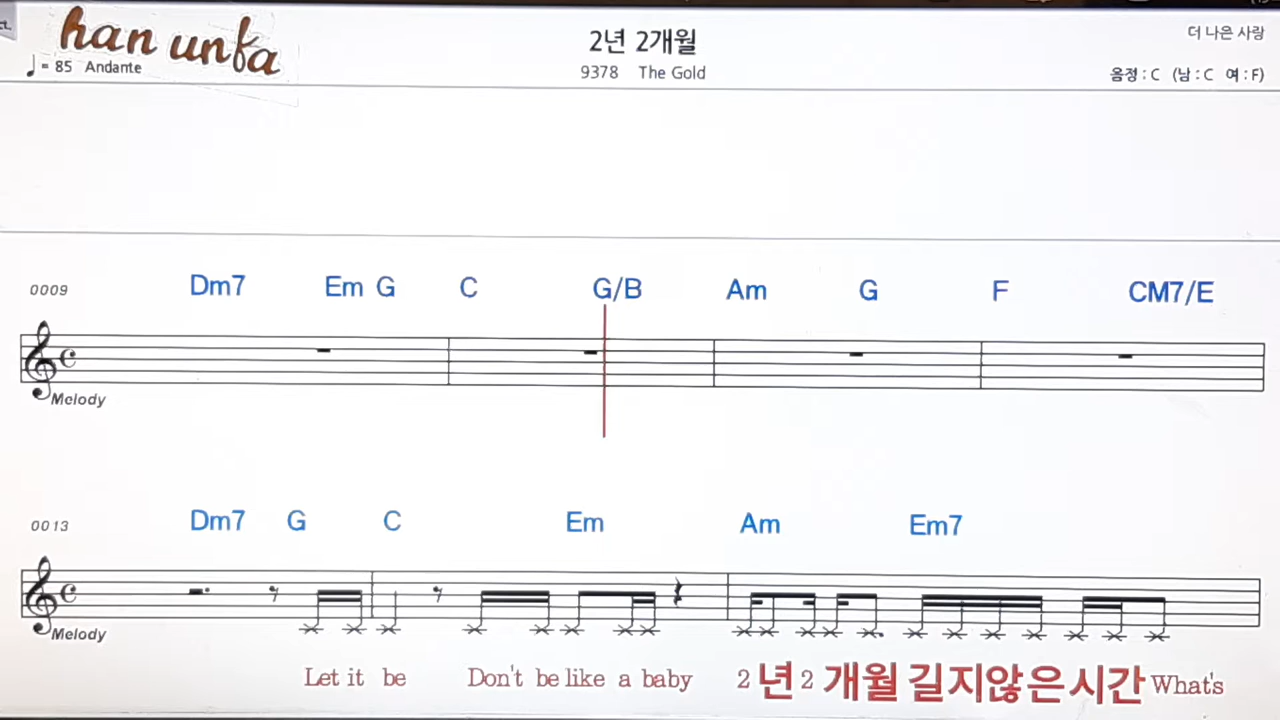 ct.
han unfa
♩= 85 Andante
2년 2개월
9378 The Gold
더 나은 사랑
음정 : C (남 : C 여 : F)
0009
Dm7 Em G C G/B Am G F CM7/E
Melody
0013
Dm7 G C Em Am Em7
Melody
Let it be Don't be like a baby 2 년 2 개월 길지않은시간 What's